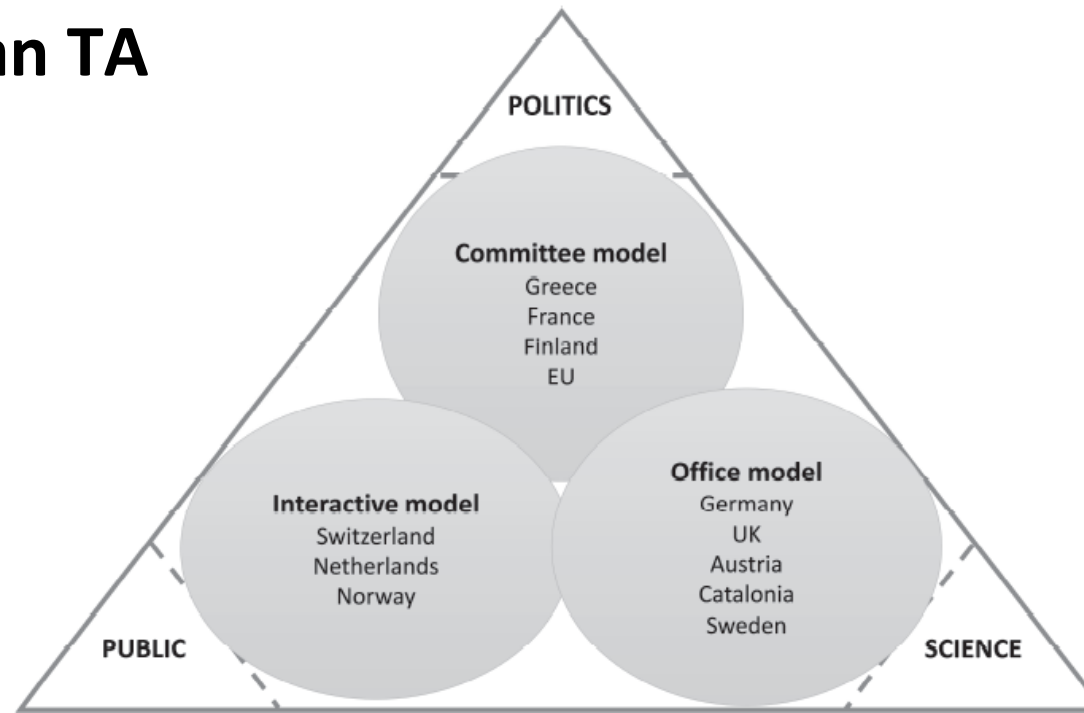 TA
POLITICS
Committee model
Greece
France
Finland
EU
Interactive model
Switzerland
Netherlands
Norway
Office model
Germany
UK
Austria
Catalonia
Sweden
PUBLIC
SCIENCE